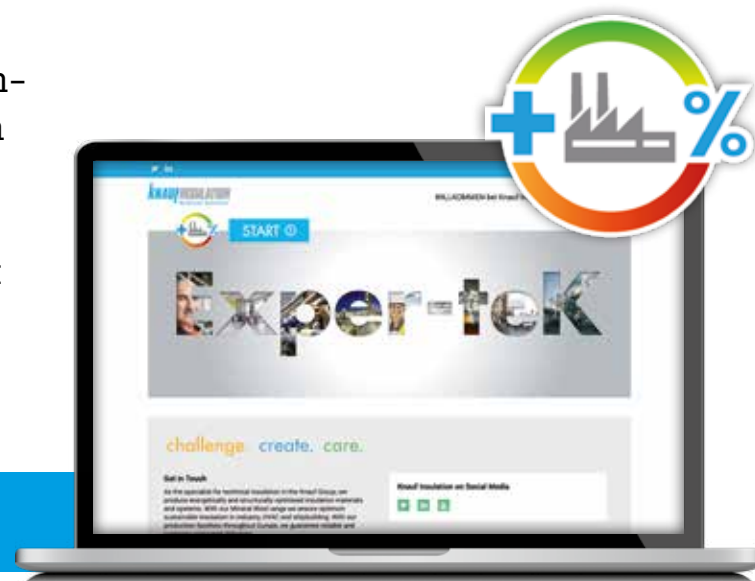 + %
KNAUF INSULATION
WILLKOMMEN bei Knauf
+ %
START
Exper-teK
challenge. create. care.
Get in Touch
Knauf Insulation on Social Media
As the specialist for technical insulation in the Knauf Group, we
produce energetically and structurally optimised insulation materials
and systems. With our Mineral Wool range we ensure optimum
sustainable insulation in industry, HVAC and shipbuilding. With our
production facilities throughout Europe, we guarantee reliable and